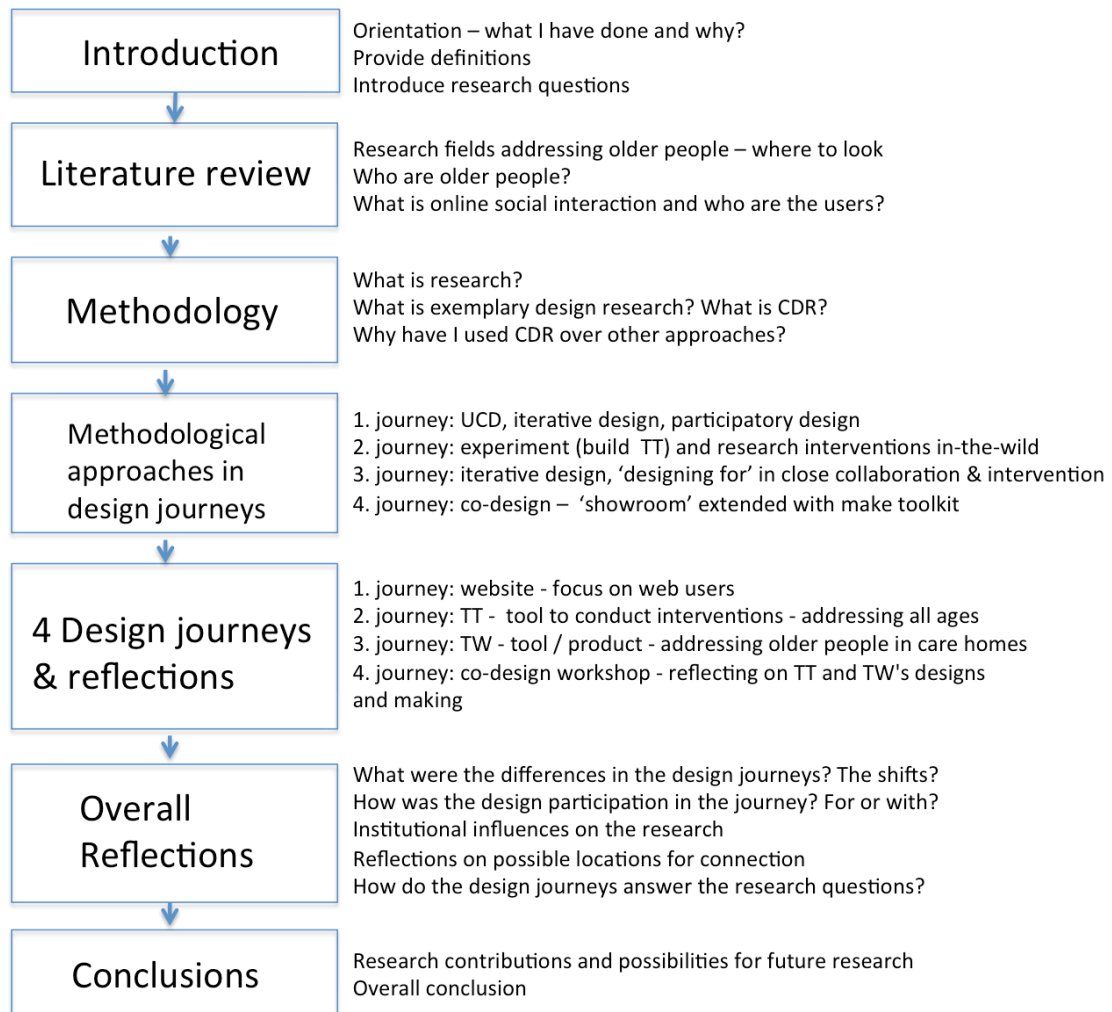 Introduction
Orientation – what I have done and why?
Provide definitions
Introduce research questions
Literature review
Research fields addressing older people – where to look
Who are older people?
What is online social interaction and who are the users?
Methodology
What is research?
What is exemplary design research? What is CDR?
Why have I used CDR over other approaches?
Methodological
approaches in
design journeys
1. journey: UCD, iterative design, participatory design
2. journey: experiment (build TT) and research interventions in-the-wild
3. journey: iterative design, ‘designing for’ in close collaboration & intervention
4. journey: co-design – ‘showroom’ extended with make toolkit
4 Design journeys
& reflections
1. journey: website - focus on web users
2. journey: TT - tool to conduct interventions - addressing all ages
3. journey: TW - tool / product - addressing older people in care homes
4. journey: co-design workshop - reflecting on TT and TW's designs
and making
Overall
Reflections
What were the differences in the design journeys? The shifts?
How was the design participation in the journey? For or with?
Institutional influences on the research
Reflections on possible locations for connection
How do the design journeys answer the research questions?
Conclusions
Research contributions and possibilities for future research
Overall conclusion